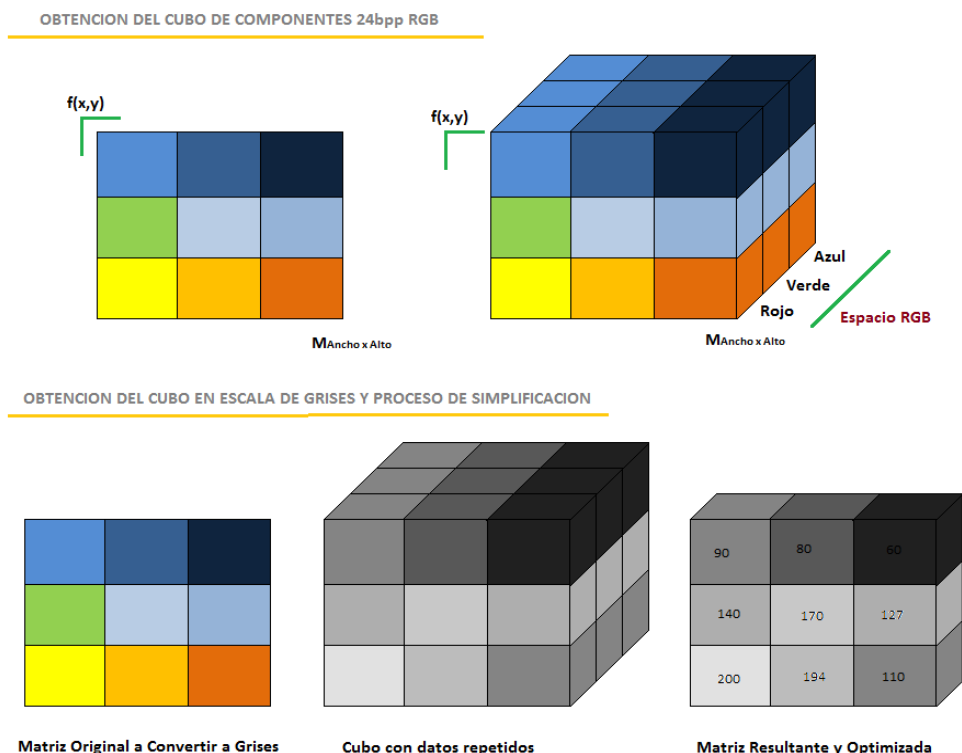 OBTENCION DEL CUBO DE COMPONENTES 24bpp RGB
f(x,y)
f(x,y)
Azul
Verde
Rojo
Espacio RGB
MAncho x Alto
MAncho x Alto
OBTENCION DEL CUBO EN ESCALA DE GRISES Y PROCESO DE SIMPLIFICACION
90 80 60
140 170 127
200 194 110
Matriz Original a Convertir a Grises
Cubo con datos repetidos
Matriz Resultante y Optimizada